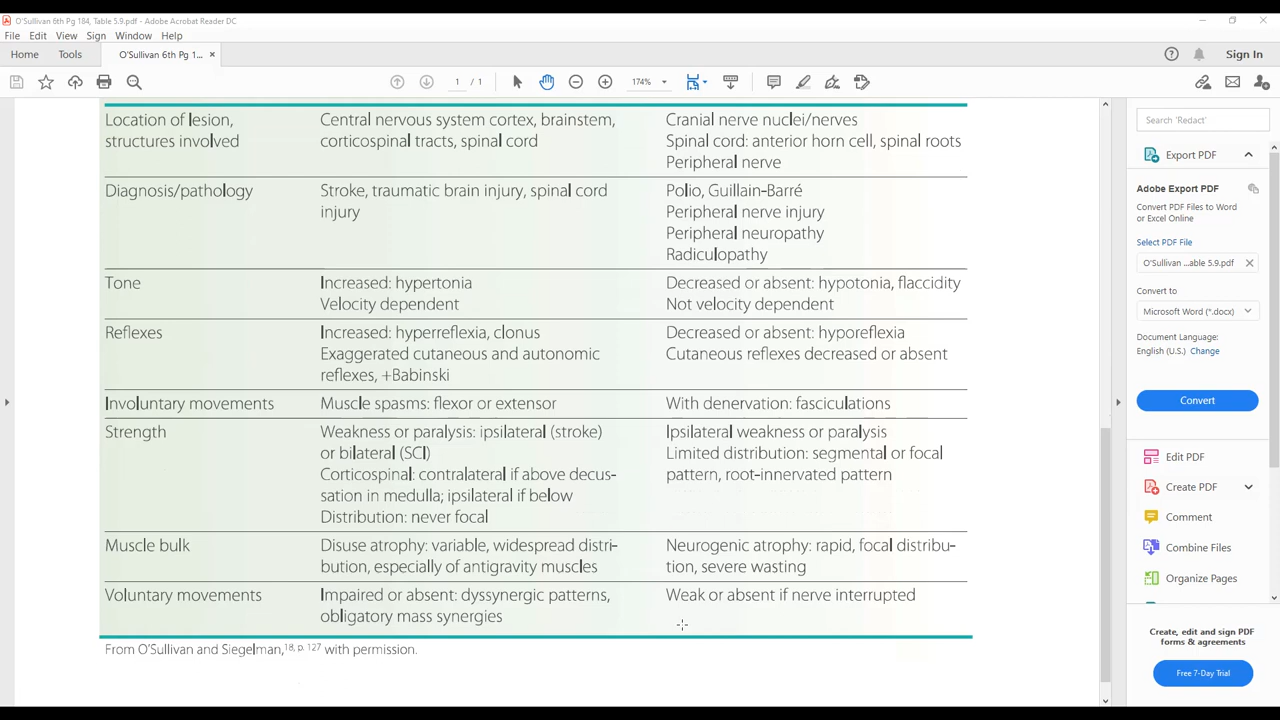 O'Sullivan 6th Pg 184, Table 5.9.pdf - Adobe Acrobat Reader DC
File Edit View Sign Window Help
Home Tools O'Sullivan 6th Pg 1... × Sign In
1 / 1 174%
Location of lesion, structures involved
Central nervous system cortex, brainstem,
corticospinal tracts, spinal cord
Cranial nerve nuclei/nerves
Spinal cord: anterior horn cell, spinal roots
Peripheral nerve
Diagnosis/pathology
Stroke, traumatic brain injury, spinal cord
injury
Polio, Guillain-Barré
Peripheral nerve injury
Peripheral neuropathy
Radiculopathy
Tone
Increased: hypertonia
Velocity dependent
Decreased or absent: hypotonia, flaccidity
Not velocity dependent
Reflexes
Increased: hyperreflexia, clonus
Exaggerated cutaneous and autonomic
reflexes, +Babinski
Decreased or absent: hyporeflexia
Cutaneous reflexes decreased or absent
Involuntary movements
Muscle spasms: flexor or extensor
With denervation: fasciculations
Strength
Weakness or paralysis: ipsilateral (stroke)
or bilateral (SCI)
Corticospinal: contralateral if above decus-
sation in medulla; ipsilateral if below
Distribution: never focal
Ipsilateral weakness or paralysis
Limited distribution: segmental or focal
pattern, root-innervated pattern
Muscle bulk
Disuse atrophy: variable, widespread distri-
bution, especially of antigravity muscles
Neurogenic atrophy: rapid, focal distribu-
tion, severe wasting
Voluntary movements
Impaired or absent: dyssynergic patterns,
obligatory mass synergies
Weak or absent if nerve interrupted
From O'Sullivan and Siegelman,18, p. 127 with permission.
Search 'Redact'
Export PDF
Adobe Export PDF
Convert PDF Files to Word
or Excel Online
Select PDF File
O'Sullivan ...able 5.9.pdf ×
Convert to
Microsoft Word (*.docx)
Document Language:
English (U.S.) Change
Convert
Edit PDF
Create PDF
Comment
Combine Files
Organize Pages
Create, edit and sign PDF
forms & agreements
Free 7-Day Trial